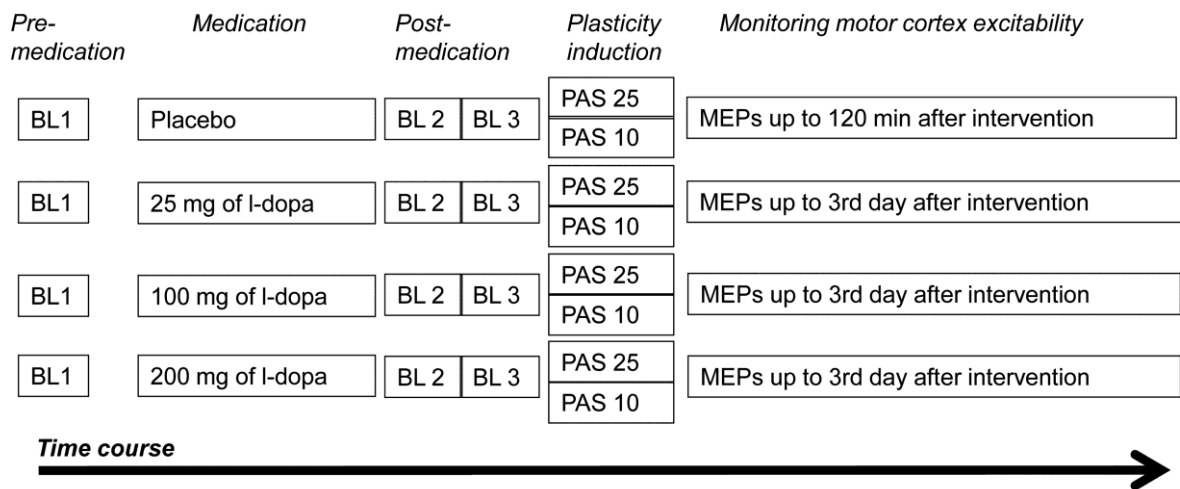 Pre-medication Medication Post-medication Plasticity induction Monitoring motor cortex excitability
BL1 Placebo BL 2 BL 3 PAS 25 MEPs up to 120 min after intervention
PAS 10
BL1 25 mg of l-dopa BL 2 BL 3 PAS 25 MEPs up to 3rd day after intervention
PAS 10
BL1 100 mg of l-dopa BL 2 BL 3 PAS 25 MEPs up to 3rd day after intervention
PAS 10
BL1 200 mg of l-dopa BL 2 BL 3 PAS 25 MEPs up to 3rd day after intervention
PAS 10
Time course